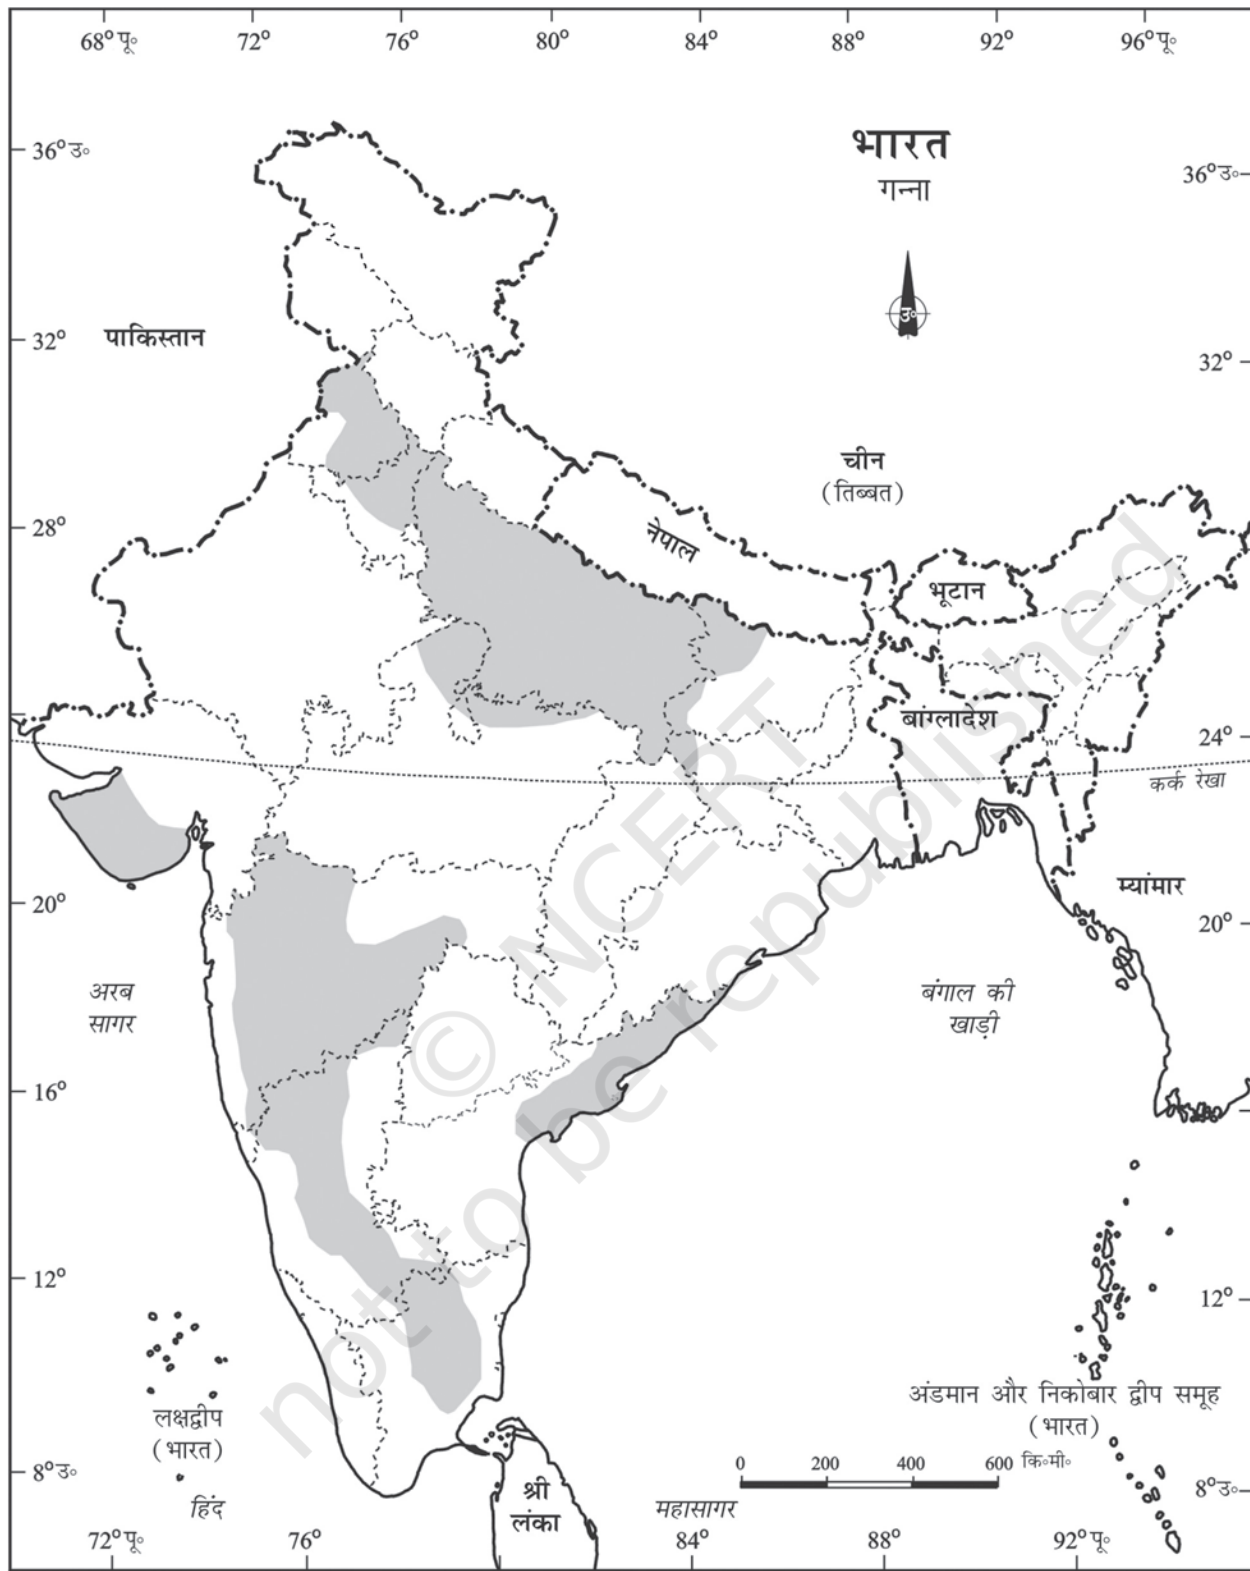 68°पू॰ 72° 76° 80° 84° 88° 92° 96°पू॰
भारत
गन्ना
36°उ॰
36°उ॰
उ॰
पाकिस्तान
32°
32°
चीन
(तिब्बत)
नेपाल
28°
भूटान
बांग्लादेश
24°
कर्क रेखा
म्यांमार
20°
20°
अरब
सागर
बंगाल की
खाड़ी
16°
12°
12°
लक्षद्वीप
(भारत)
अंडमान और निकोबार द्वीप समूह
(भारत)
0 200 400 600 कि॰मी॰
8°उ॰
8°उ॰
श्री
लंका
हिंद
महासागर
72°पू॰ 76° 84° 88° 92°पू॰
© NCERT
not to be republished